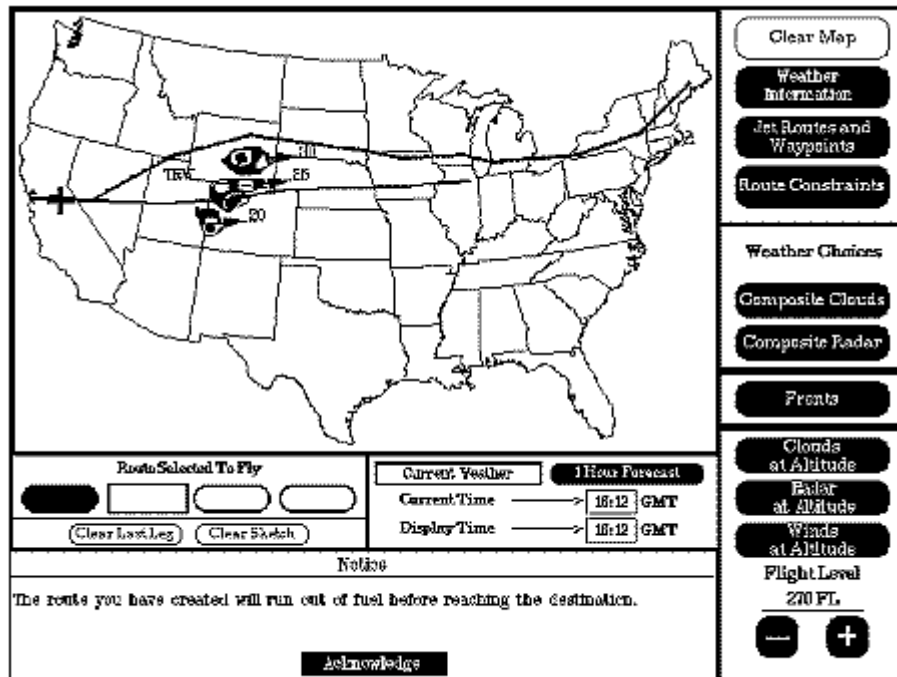 Clear Map
Weather
Information
Jet Routes and
Waypoints
Route Constraints
Weather Choices
Composite Clouds
Composite Radar
Fronts
Clouds
at Altitude
Radar
at Altitude
Winds
at Altitude
Flight Level
270 FL
20
Route Selected To Fly
Clear Last Leg
Clear Sketch
Current Weather
1 Hour Forecast
Current Time
16:12 GMT
Display Time
16:12 GMT
Notice
The route you have created will run out of fuel before reaching the destination.
Acknowledge